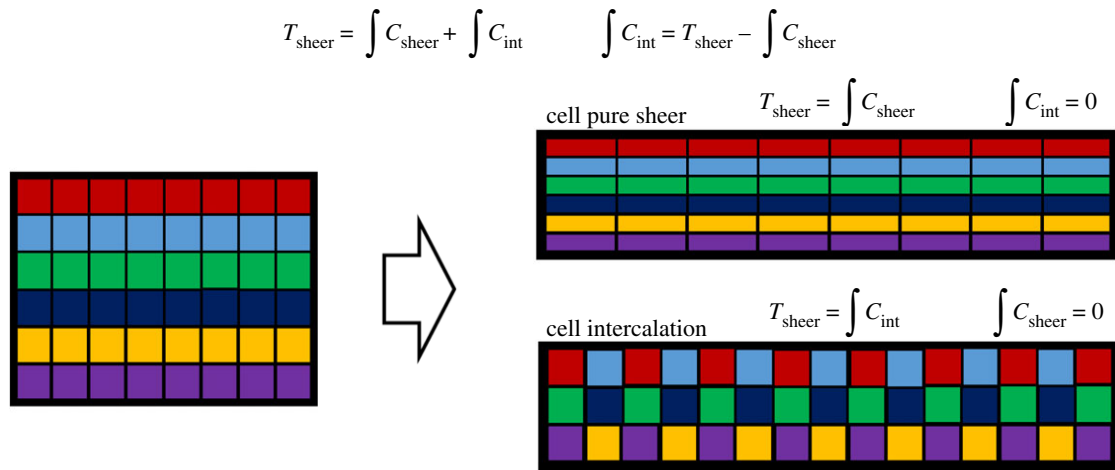 T_sheer = ∫ C_sheer + ∫ C_int ∫ C_int = T_sheer – ∫ C_sheer
T_sheer = ∫ C_sheer ∫ C_int = 0
cell pure sheer
T_sheer = ∫ C_int ∫ C_sheer = 0
cell intercalation